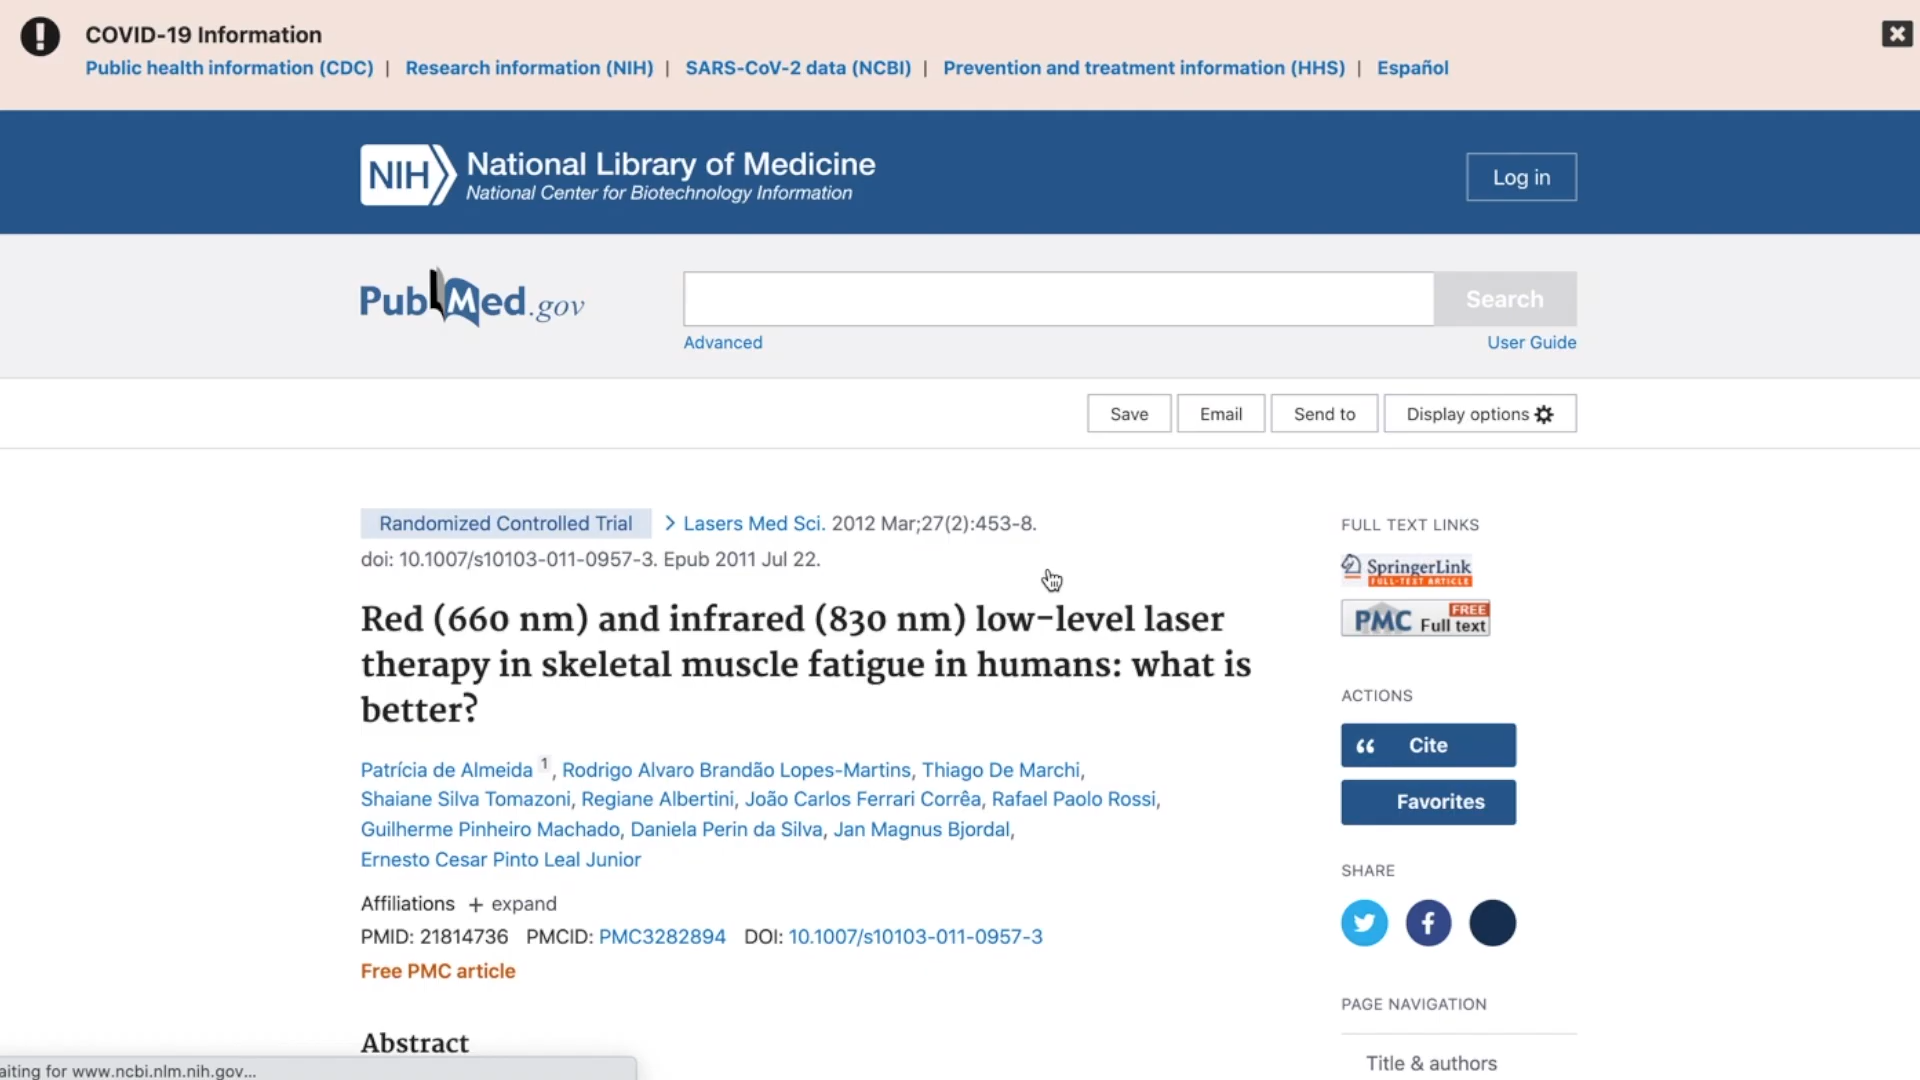 COVID-19 Information
Public health information (CDC) | Research information (NIH) | SARS-CoV-2 data (NCBI) | Prevention and treatment information (HHS) | Español
NIH National Library of Medicine
National Center for Biotechnology Information
Log in
PubMed.gov
Search
Advanced
User Guide
Save
Email
Send to
Display options
Randomized Controlled Trial > Lasers Med Sci. 2012 Mar;27(2):453-8.
doi: 10.1007/s10103-011-0957-3. Epub 2011 Jul 22.
Red (660 nm) and infrared (830 nm) low-level laser
therapy in skeletal muscle fatigue in humans: what is
better?
Patrícia de Almeida 1, Rodrigo Alvaro Brandão Lopes-Martins, Thiago De Marchi,
Shaiane Silva Tomazoni, Regiane Albertini, João Carlos Ferrari Corrêa, Rafael Paolo Rossi,
Guilherme Pinheiro Machado, Daniela Perin da Silva, Jan Magnus Bjordal,
Ernesto Cesar Pinto Leal Junior
Affiliations + expand
PMID: 21814736 PMCID: PMC3282894 DOI: 10.1007/s10103-011-0957-3
Free PMC article
Abstract
FULL TEXT LINKS
SpringerLink
FULL-TEXT ARTICLE
PMC FREE
Full text
ACTIONS
Cite
Favorites
SHARE
PAGE NAVIGATION
Title & authors
aiting for www.ncbi.nlm.nih.gov...